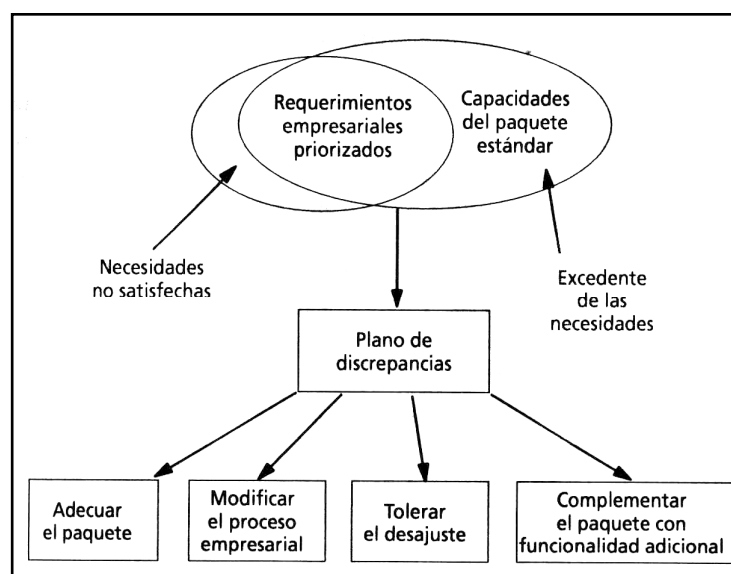 Requerimientos
empresariales
priorizados
Capacidades
del paquete
estándar
Necesidades
no satisfechas
Excedente
de las
necesidades
Plano de
discrepancias
Adecuar
el paquete
Modificar
el proceso
empresarial
Tolerar
el desajuste
Complementar
el paquete con
funcionalidad adicional